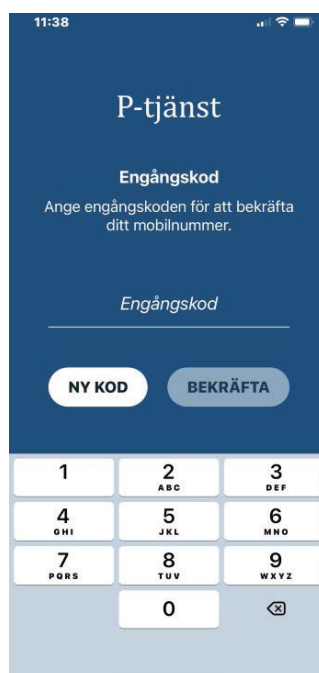 11:38
P-tjänst
Engångskod
Ange engångskoden för att bekräfta
ditt mobilnummer.
Engångskod
NY KOD BEKRÄFTA
1 2 3
ABC DEF
4 5 6
GHI JKL MNO
7 8 9
PQRS TUV WXYZ
0